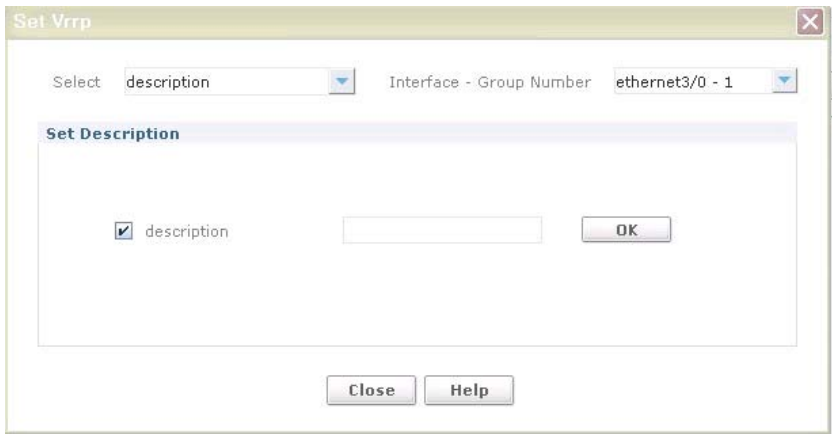 Set Vrrp
Select description Interface - Group Number ethernet3/0 - 1
Set Description
description OK
Close Help